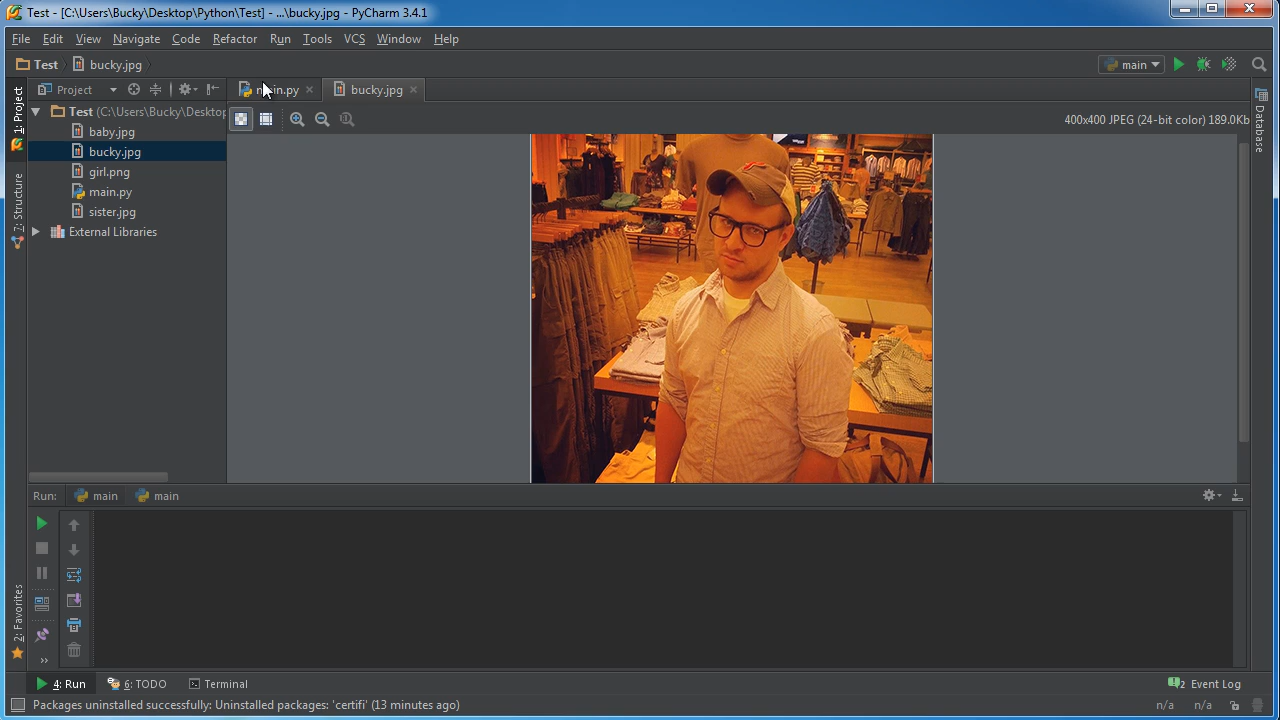 Test - [C:\Users\Bucky\Desktop\Python\Test] - ...\bucky.jpg - PyCharm 3.4.1
File Edit View Navigate Code Refactor Run Tools VCS Window Help
Test bucky.jpg main
Project main.py bucky.jpg
1: Project
7: Structure
2: Favorites
Database
400x400 JPEG (24-bit color) 189.0Kb
Test (C:\Users\Bucky\Desktop
baby.jpg
bucky.jpg
girl.png
main.py
sister.jpg
External Libraries
Run: main main
4: Run 6: TODO Terminal 2 Event Log
Packages uninstalled successfully: Uninstalled packages: 'certifi' (13 minutes ago) n/a n/a